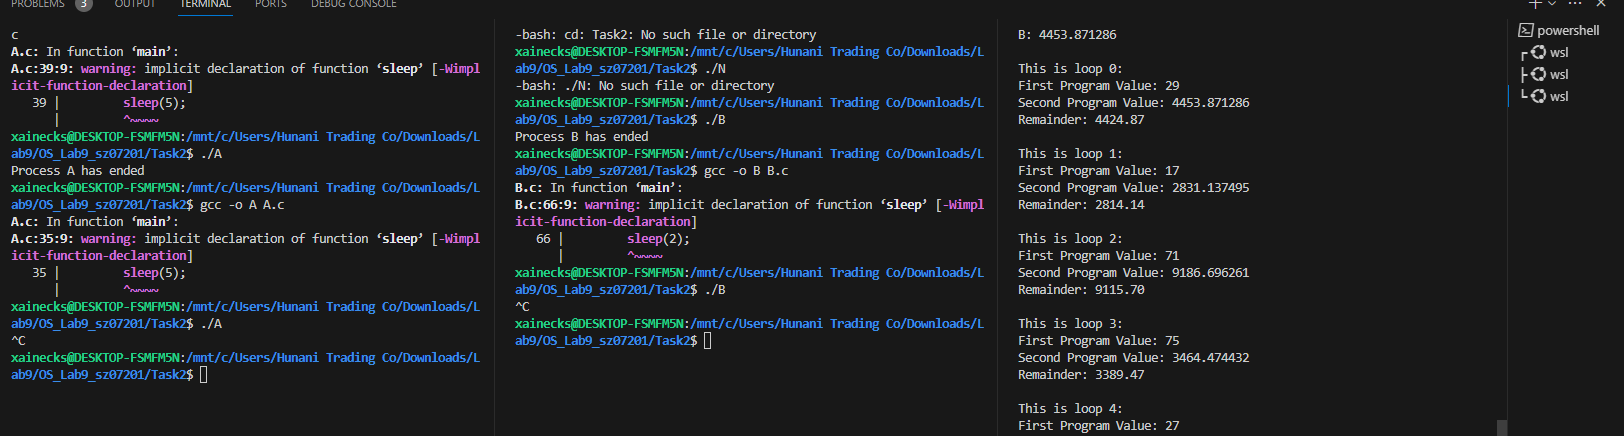 PROBLEMS 3 OUTPUT TERMINAL PORTS DEBUG CONSOLE
c
A.c: In function ‘main’:
A.c:39:9: warning: implicit declaration of function ‘sleep’ [-Wimpl
icit-function-declaration]
39 | sleep(5);
| ^~~~~
xainecks@DESKTOP-FSMFM5N:/mnt/c/Users/Hunani Trading Co/Downloads/L
ab9/OS_Lab9_sz07201/Task2$ ./A
Process A has ended
xainecks@DESKTOP-FSMFM5N:/mnt/c/Users/Hunani Trading Co/Downloads/L
ab9/OS_Lab9_sz07201/Task2$ gcc -o A A.c
A.c: In function ‘main’:
A.c:35:9: warning: implicit declaration of function ‘sleep’ [-Wimpl
icit-function-declaration]
35 | sleep(5);
| ^~~~~
xainecks@DESKTOP-FSMFM5N:/mnt/c/Users/Hunani Trading Co/Downloads/L
ab9/OS_Lab9_sz07201/Task2$ ./A
^C
xainecks@DESKTOP-FSMFM5N:/mnt/c/Users/Hunani Trading Co/Downloads/L
ab9/OS_Lab9_sz07201/Task2$
-bash: cd: Task2: No such file or directory
xainecks@DESKTOP-FSMFM5N:/mnt/c/Users/Hunani Trading Co/Downloads/L
ab9/OS_Lab9_sz07201/Task2$ ./N
-bash: ./N: No such file or directory
xainecks@DESKTOP-FSMFM5N:/mnt/c/Users/Hunani Trading Co/Downloads/L
ab9/OS_Lab9_sz07201/Task2$ ./B
Process B has ended
xainecks@DESKTOP-FSMFM5N:/mnt/c/Users/Hunani Trading Co/Downloads/L
ab9/OS_Lab9_sz07201/Task2$ gcc -o B B.c
B.c: In function ‘main’:
B.c:66:9: warning: implicit declaration of function ‘sleep’ [-Wimpl
icit-function-declaration]
66 | sleep(2);
| ^~~~~
xainecks@DESKTOP-FSMFM5N:/mnt/c/Users/Hunani Trading Co/Downloads/L
ab9/OS_Lab9_sz07201/Task2$ ./B
^C
xainecks@DESKTOP-FSMFM5N:/mnt/c/Users/Hunani Trading Co/Downloads/L
ab9/OS_Lab9_sz07201/Task2$
B: 4453.871286
This is loop 0:
First Program Value: 29
Second Program Value: 4453.871286
Remainder: 4424.87
This is loop 1:
First Program Value: 17
Second Program Value: 2831.137495
Remainder: 2814.14
This is loop 2:
First Program Value: 71
Second Program Value: 9186.696261
Remainder: 9115.70
This is loop 3:
First Program Value: 75
Second Program Value: 3464.474432
Remainder: 3389.47
This is loop 4:
First Program Value: 27
powershell
wsl
wsl
wsl